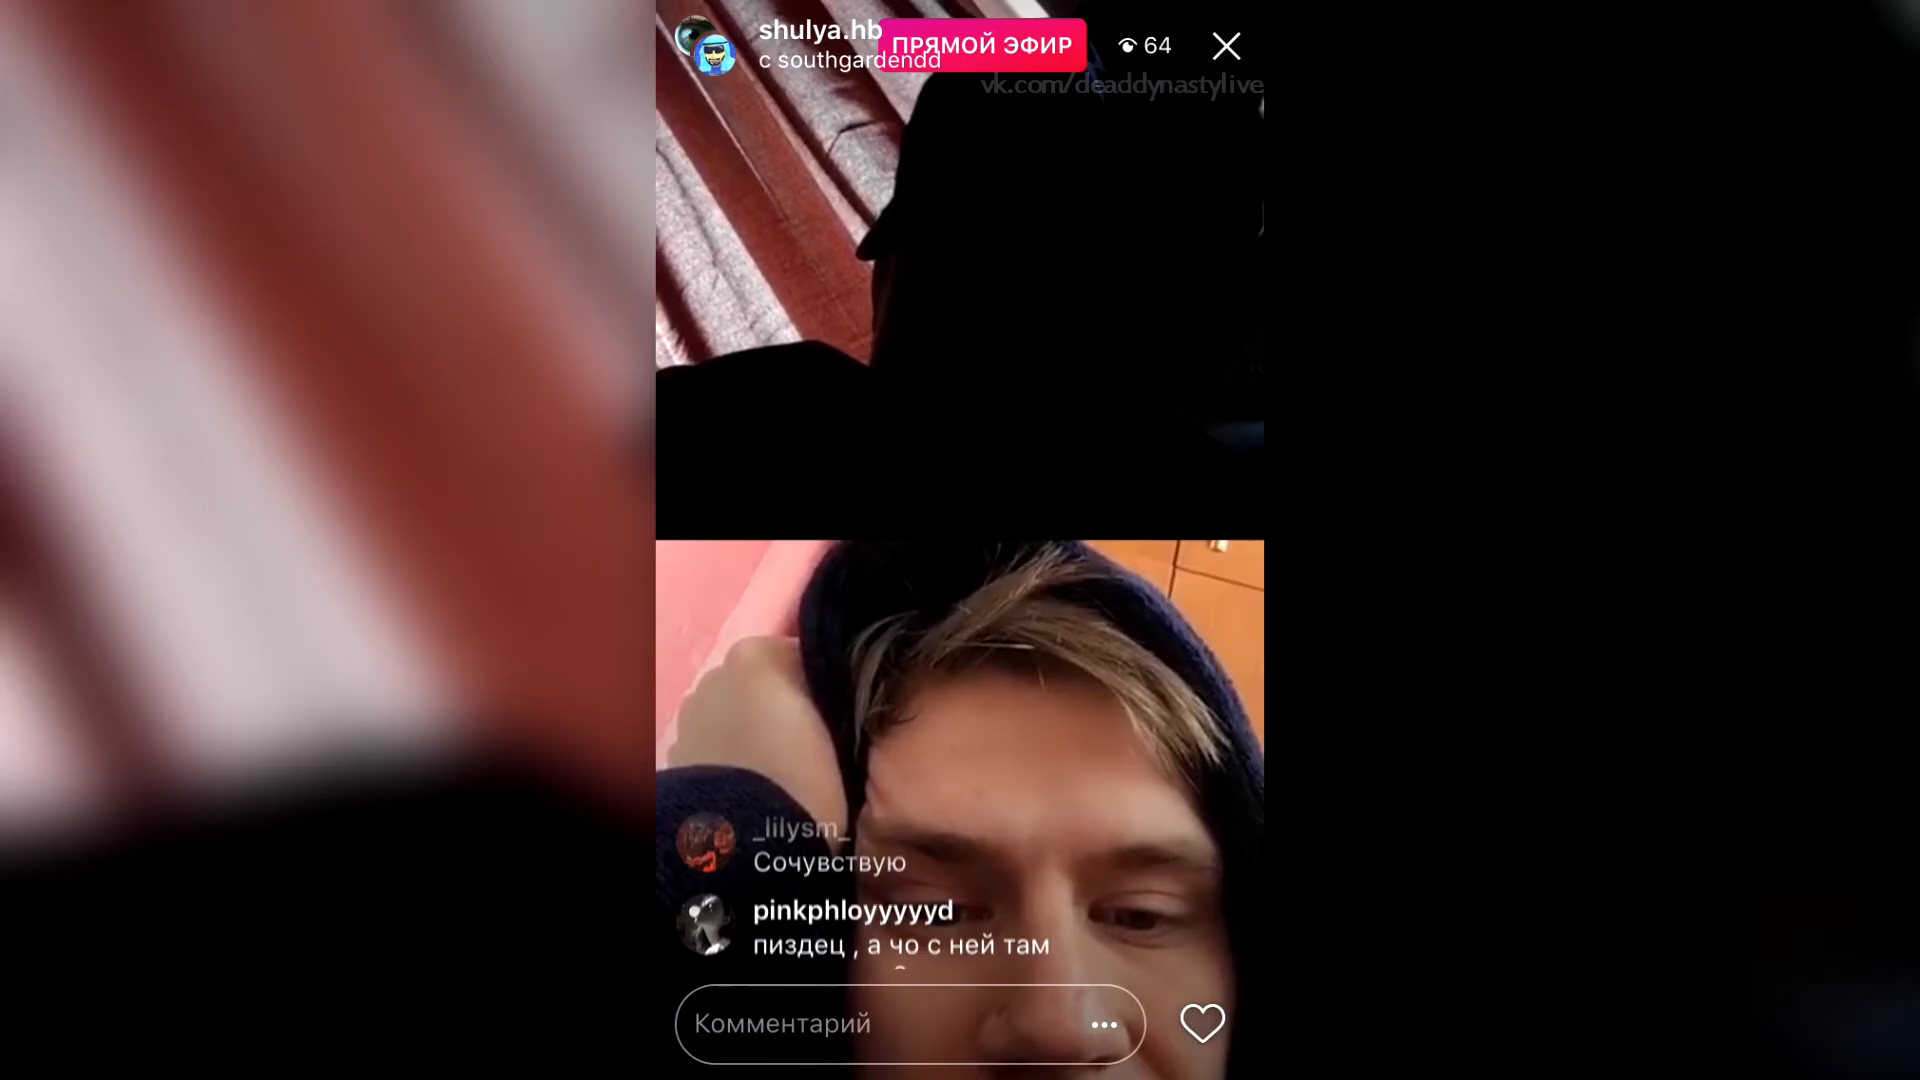 shulya.hb
ПРЯМОЙ ЭФИР
64
с southgardendd
vk.com/deaddynastylive
_lilysm_
Сочувствую
pinkphloyyyyyd
пиздец , а чо с ней там
Комментарий